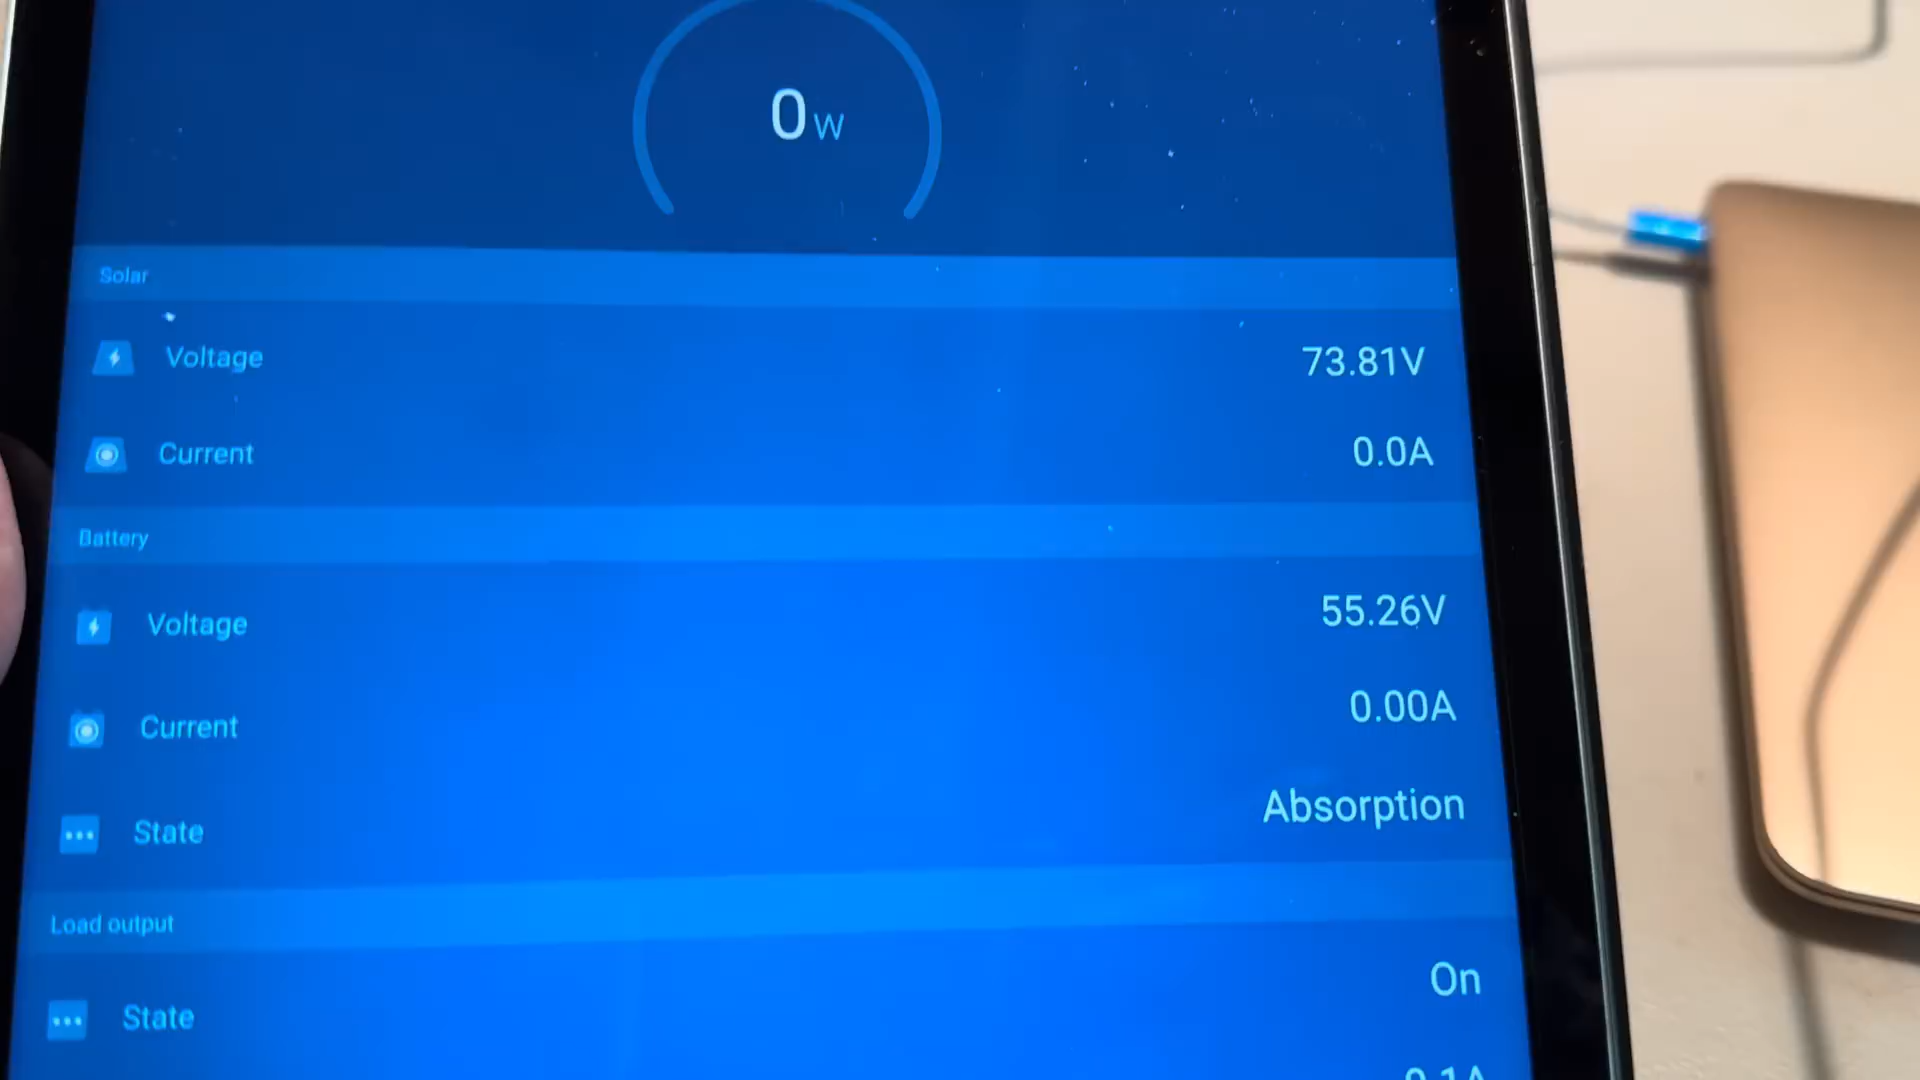 0W
Solar
Voltage 73.81V
Current 0.0A
Battery
Voltage 55.26V
Current 0.00A
State Absorption
Load output
State On